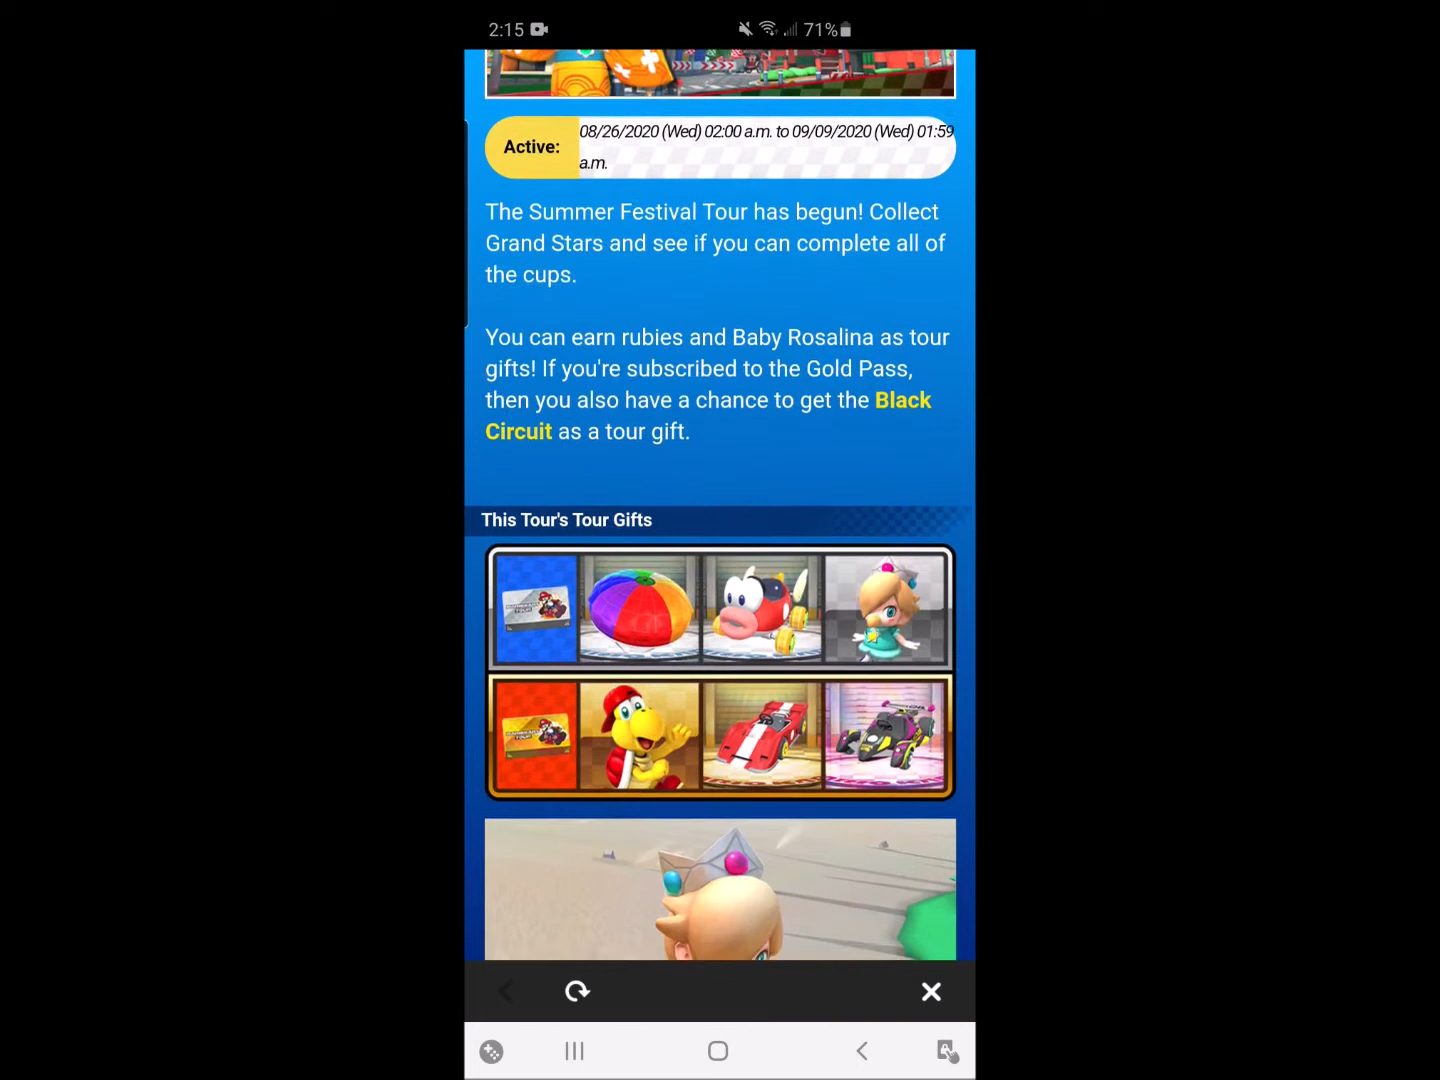 2:15
71%
08/26/2020 (Wed) 02:00 a.m. to 09/09/2020 (Wed) 01:59
Active:
a.m.
The Summer Festival Tour has begun! Collect
Grand Stars and see if you can complete all of
the cups.
You can earn rubies and Baby Rosalina as tour
gifts! If you're subscribed to the Gold Pass,
then you also have a chance to get the Black
Circuit as a tour gift.
This Tour's Tour Gifts